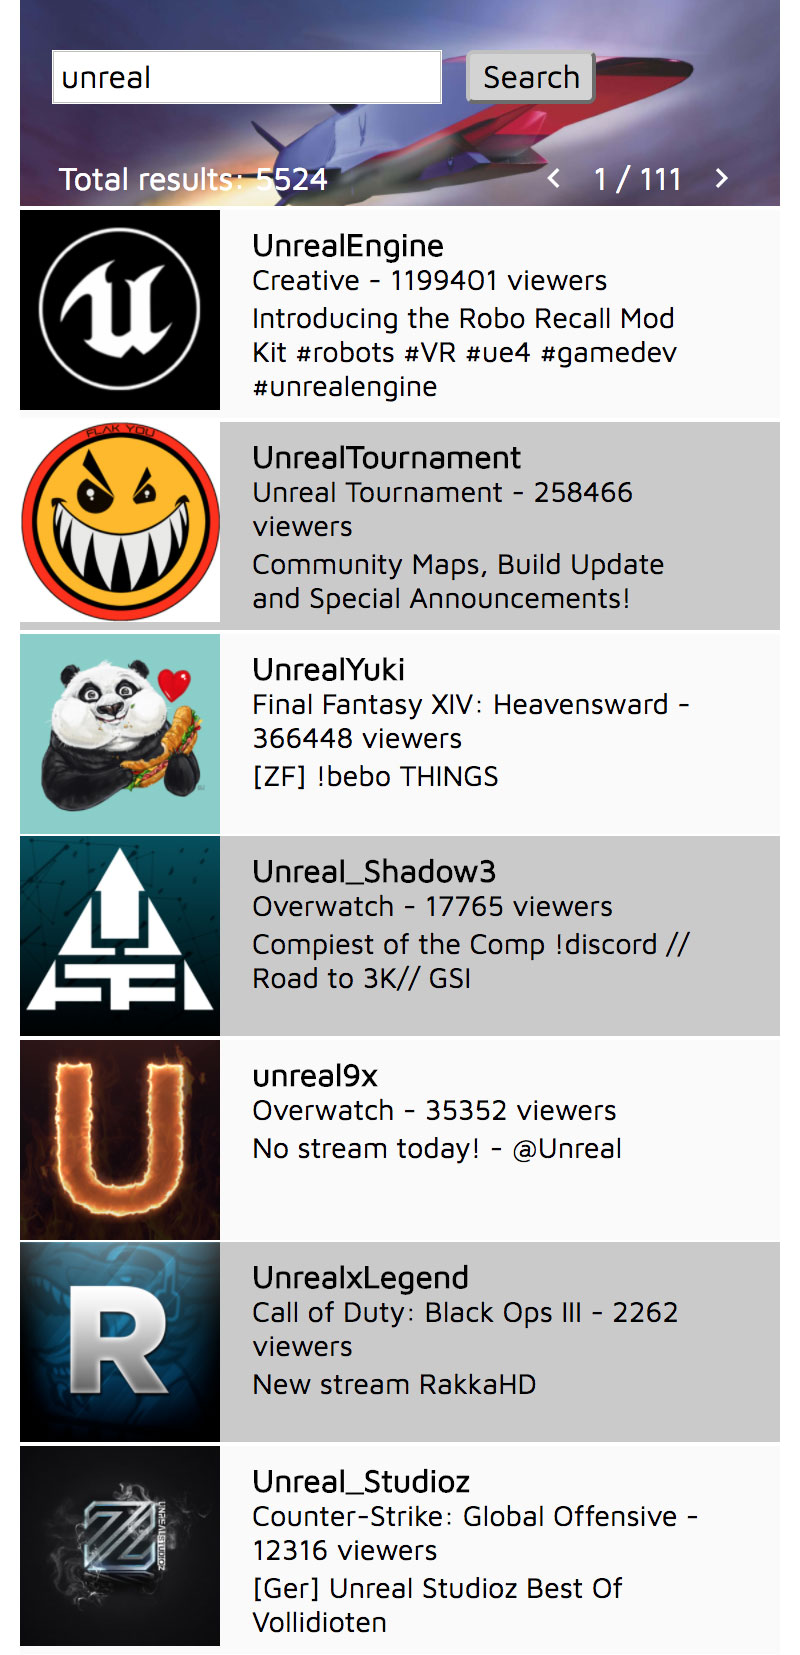 unreal
Search
Total results: 5524
1 / 111
UnrealEngine
Creative - 1199401 viewers
Introducing the Robo Recall Mod
Kit #robots #VR #ue4 #gamedev
#unrealengine
FLAK YOU
UnrealTournament
Unreal Tournament - 258466
viewers
Community Maps, Build Update
and Special Announcements!
UnrealYuki
Final Fantasy XIV: Heavensward -
366448 viewers
[ZF] !bebo THINGS
Unreal_Shadow3
Overwatch - 17765 viewers
Compiest of the Comp !discord //
Road to 3K// GSI
U
unreal9x
Overwatch - 35352 viewers
No stream today! - @Unreal
R
UnrealxLegend
Call of Duty: Black Ops III - 2262
viewers
New stream RakkaHD
UNREALSTUDIOZ
Unreal_Studioz
Counter-Strike: Global Offensive -
12316 viewers
[Ger] Unreal Studioz Best Of
Vollidioten